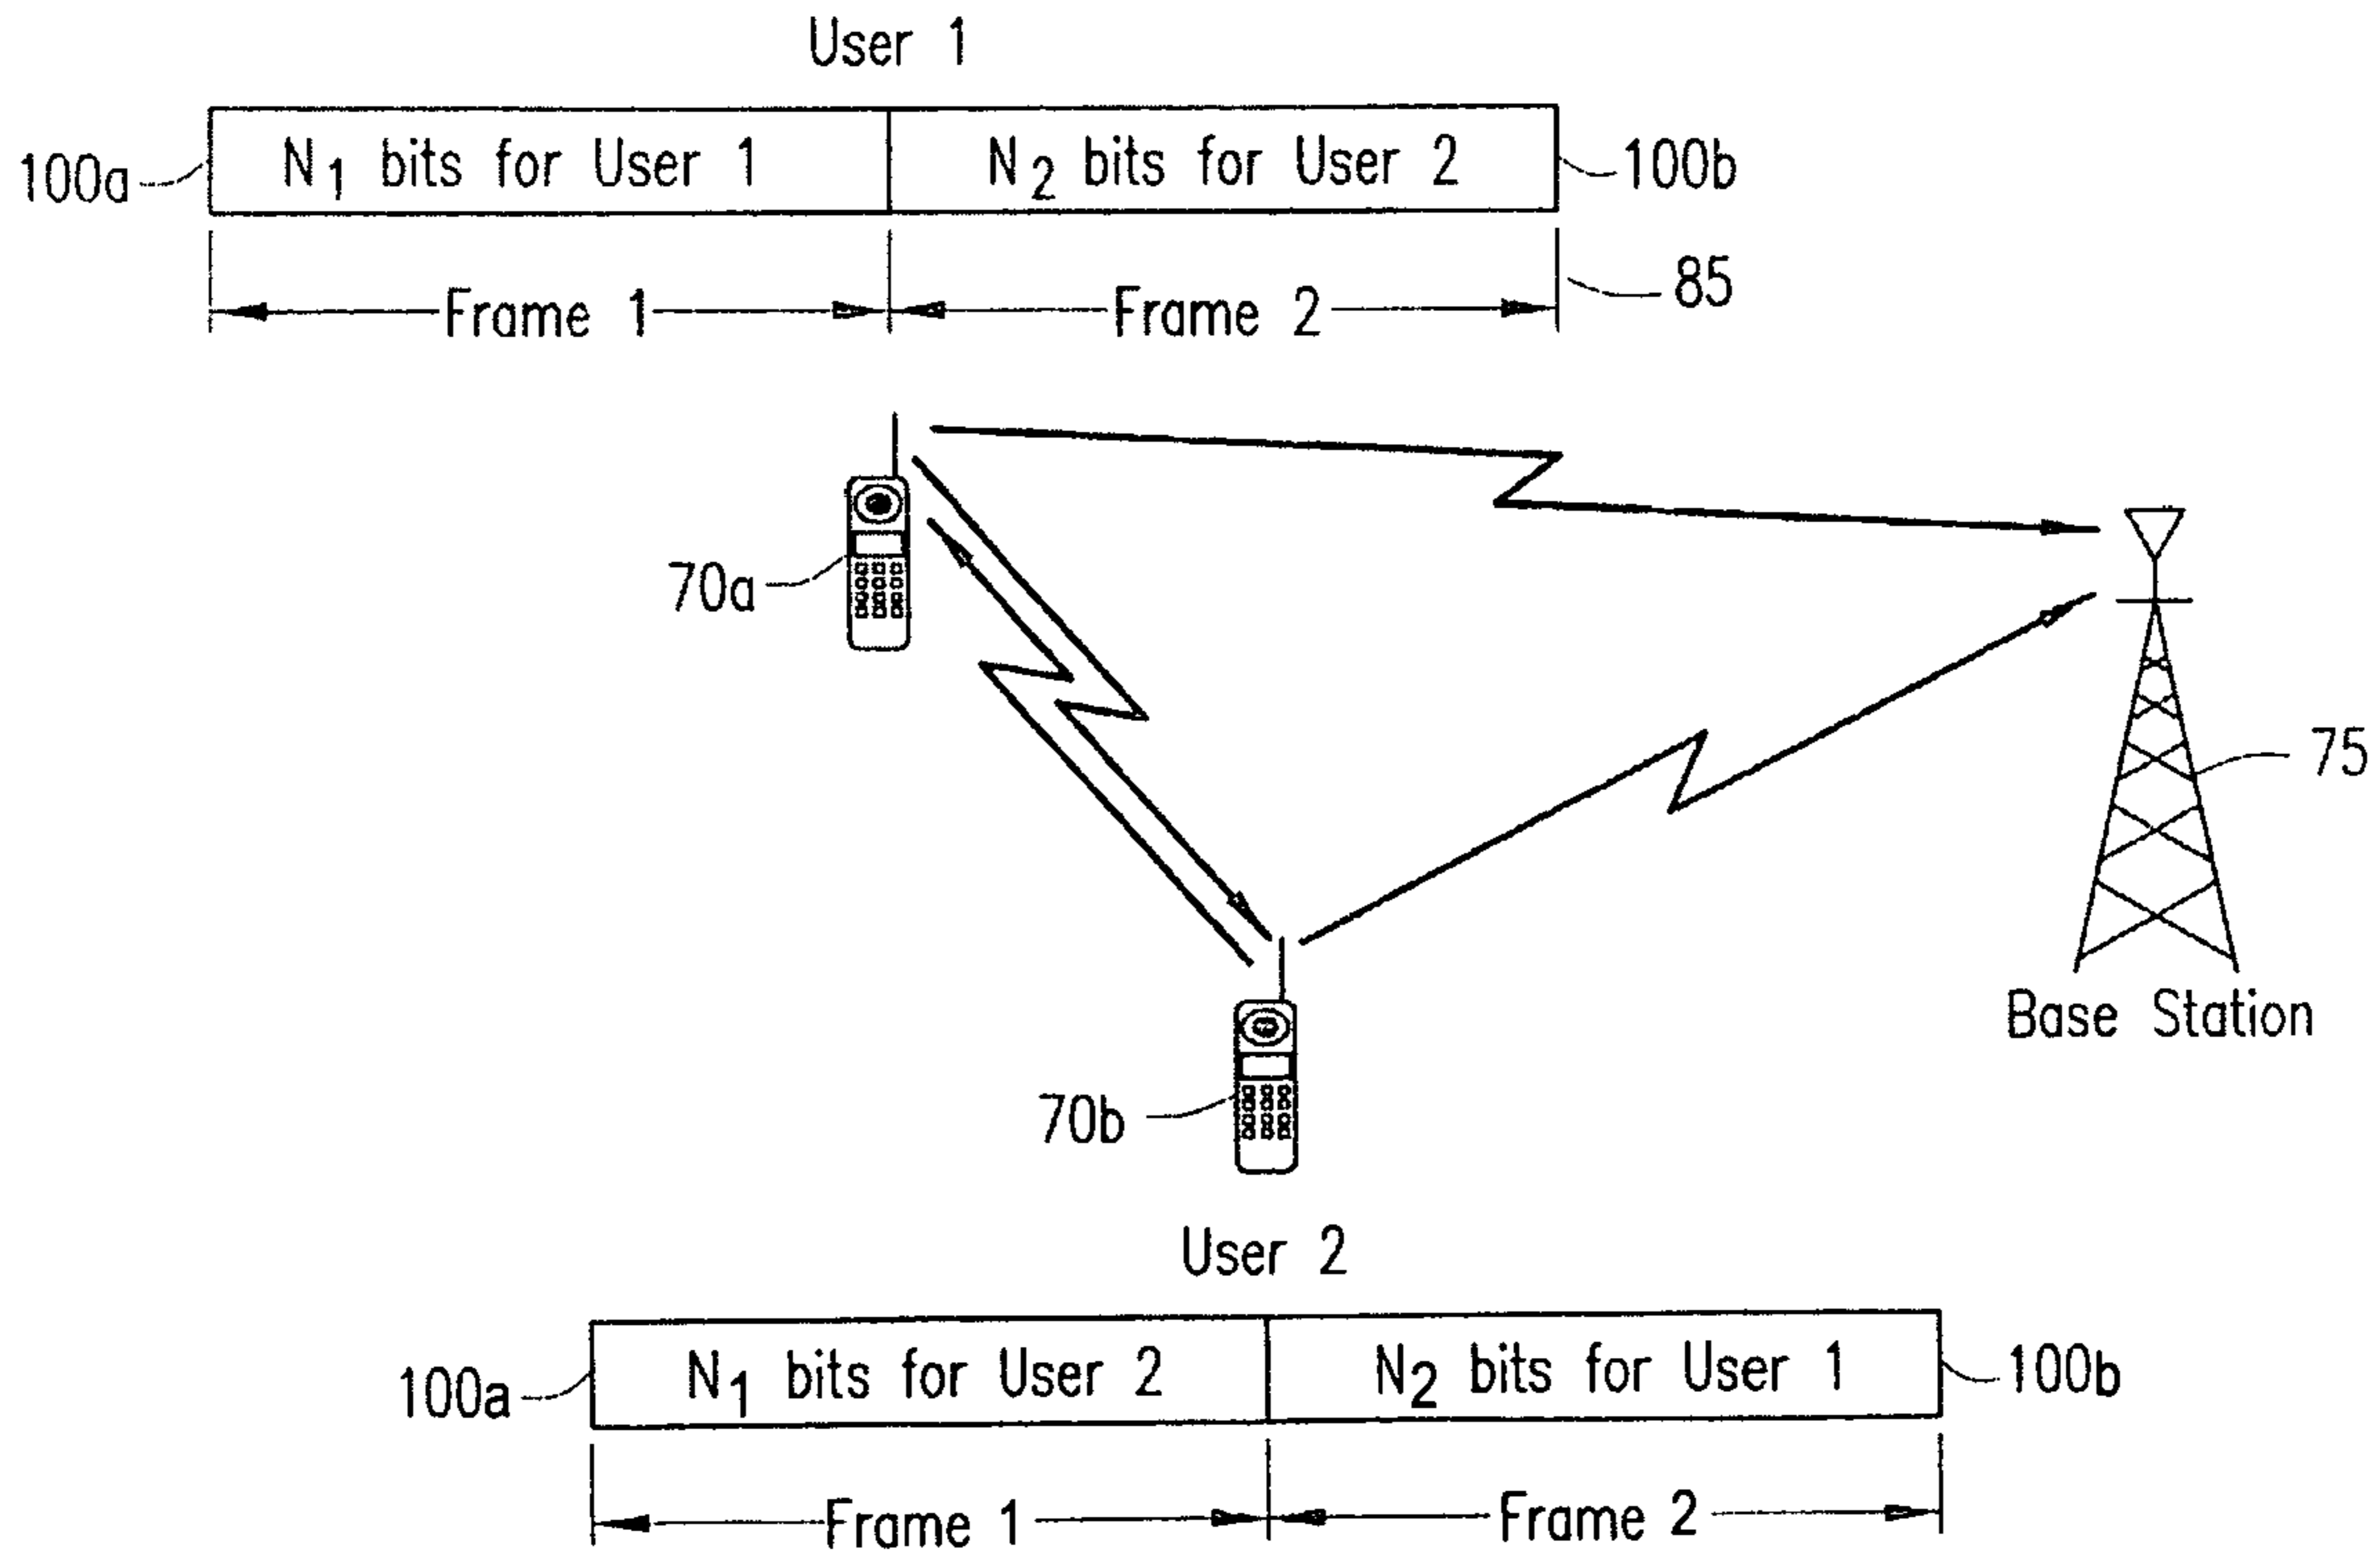 User 1
100a
N1 bits for User 1
N2 bits for User 2
100b
Frame 1
Frame 2
85
70a
75
Base Station
70b
User 2
100a
N1 bits for User 2
N2 bits for User 1
100b
Frame 1
Frame 2